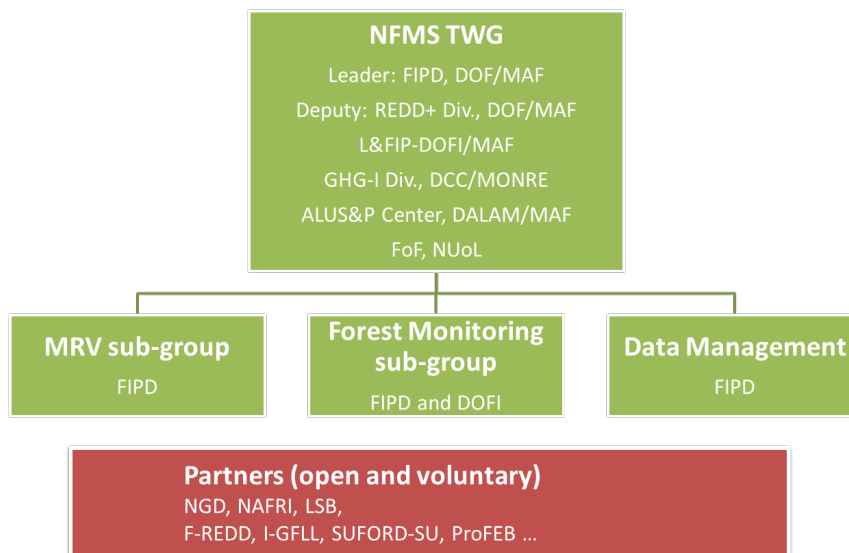 NFMS TWG
Leader: FIPD, DOF/MAF
Deputy: REDD+ Div., DOF/MAF
L&FIP-DOFI/MAF
GHG-I Div., DCC/MONRE
ALUS&P Center, DALAM/MAF
FoF, NUoL
MRV sub-group
FIPD
Forest Monitoring
sub-group
FIPD and DOFI
Data Management
FIPD
Partners (open and voluntary)
NGD, NAFRI, LSB,
F-REDD, I-GFLL, SUFORD-SU, ProFEB ...